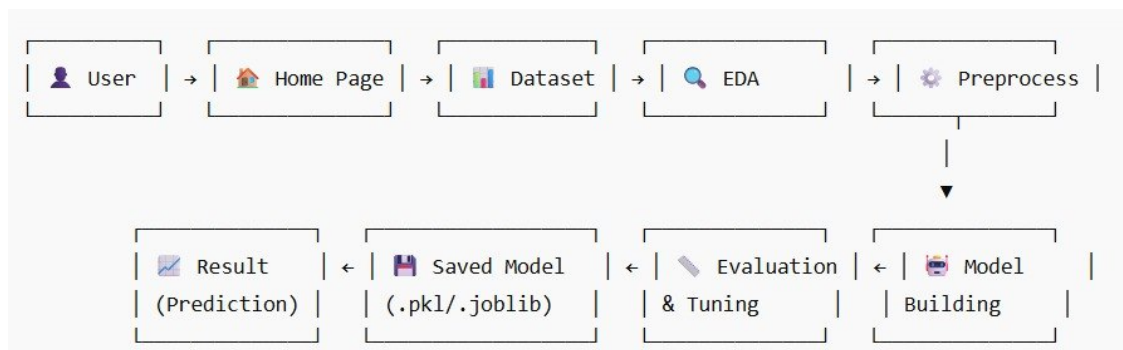 👤 User → 🏠 Home Page → 📊 Dataset → 🔍 EDA → ⚙️ Preprocess
📈 Result ← 💾 Saved Model ← 📏 Evaluation ← 🤖 Model
(Prediction) (.pkl/.joblib) & Tuning Building